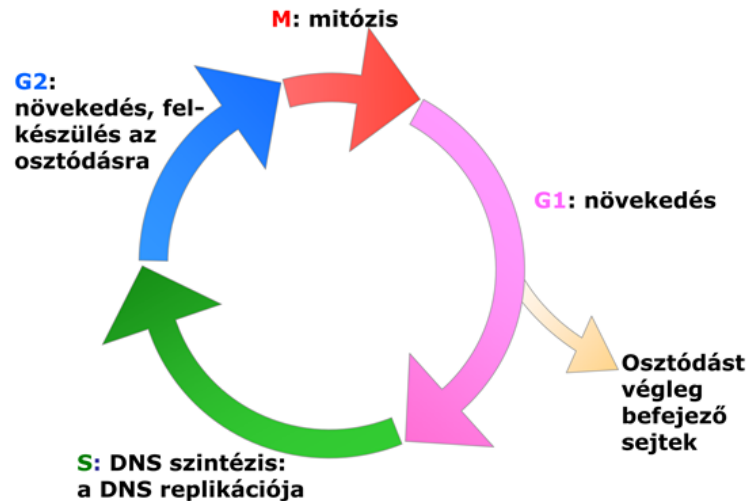 M: mitózis
G2:
növekedés, fel-
készülés az
osztódásra
G1: növekedés
Osztódást
végleg
befejező
sejtek
S: DNS szintézis:
a DNS replikációja